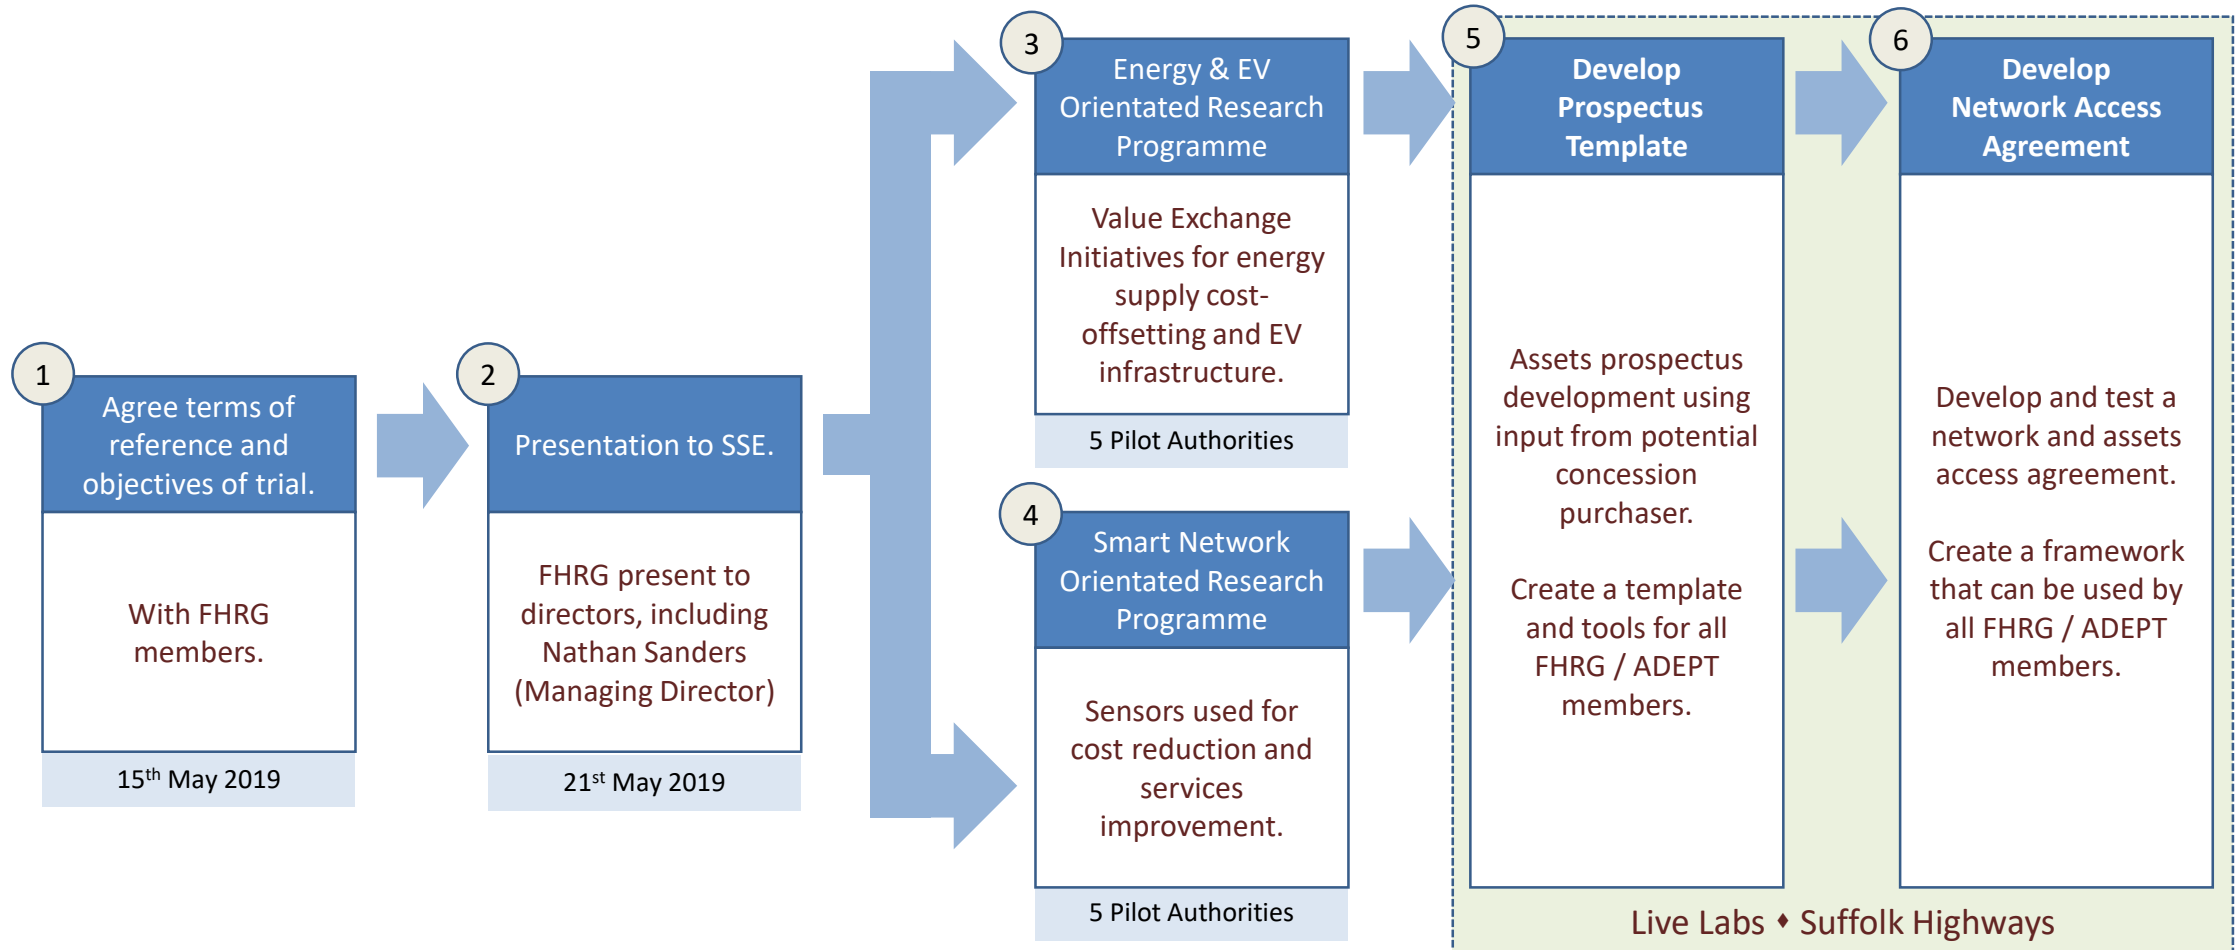 1
Agree terms of
reference and
objectives of trial.
With FHRG
members.
15th May 2019
2
Presentation to SSE.
FHRG present to
directors, including
Nathan Sanders
(Managing Director)
21st May 2019
3
Energy & EV
Orientated Research
Programme
Value Exchange
Initiatives for energy
supply cost-
offsetting and EV
infrastructure.
5 Pilot Authorities
4
Smart Network
Orientated Research
Programme
Sensors used for
cost reduction and
services
improvement.
5 Pilot Authorities
5
Develop
Prospectus
Template
Assets prospectus
development using
input from potential
concession
purchaser.
Create a template
and tools for all
FHRG / ADEPT
members.
6
Develop
Network Access
Agreement
Develop and test a
network and assets
access agreement.
Create a framework
that can be used by
all FHRG / ADEPT
members.
Live Labs ⬩ Suffolk Highways